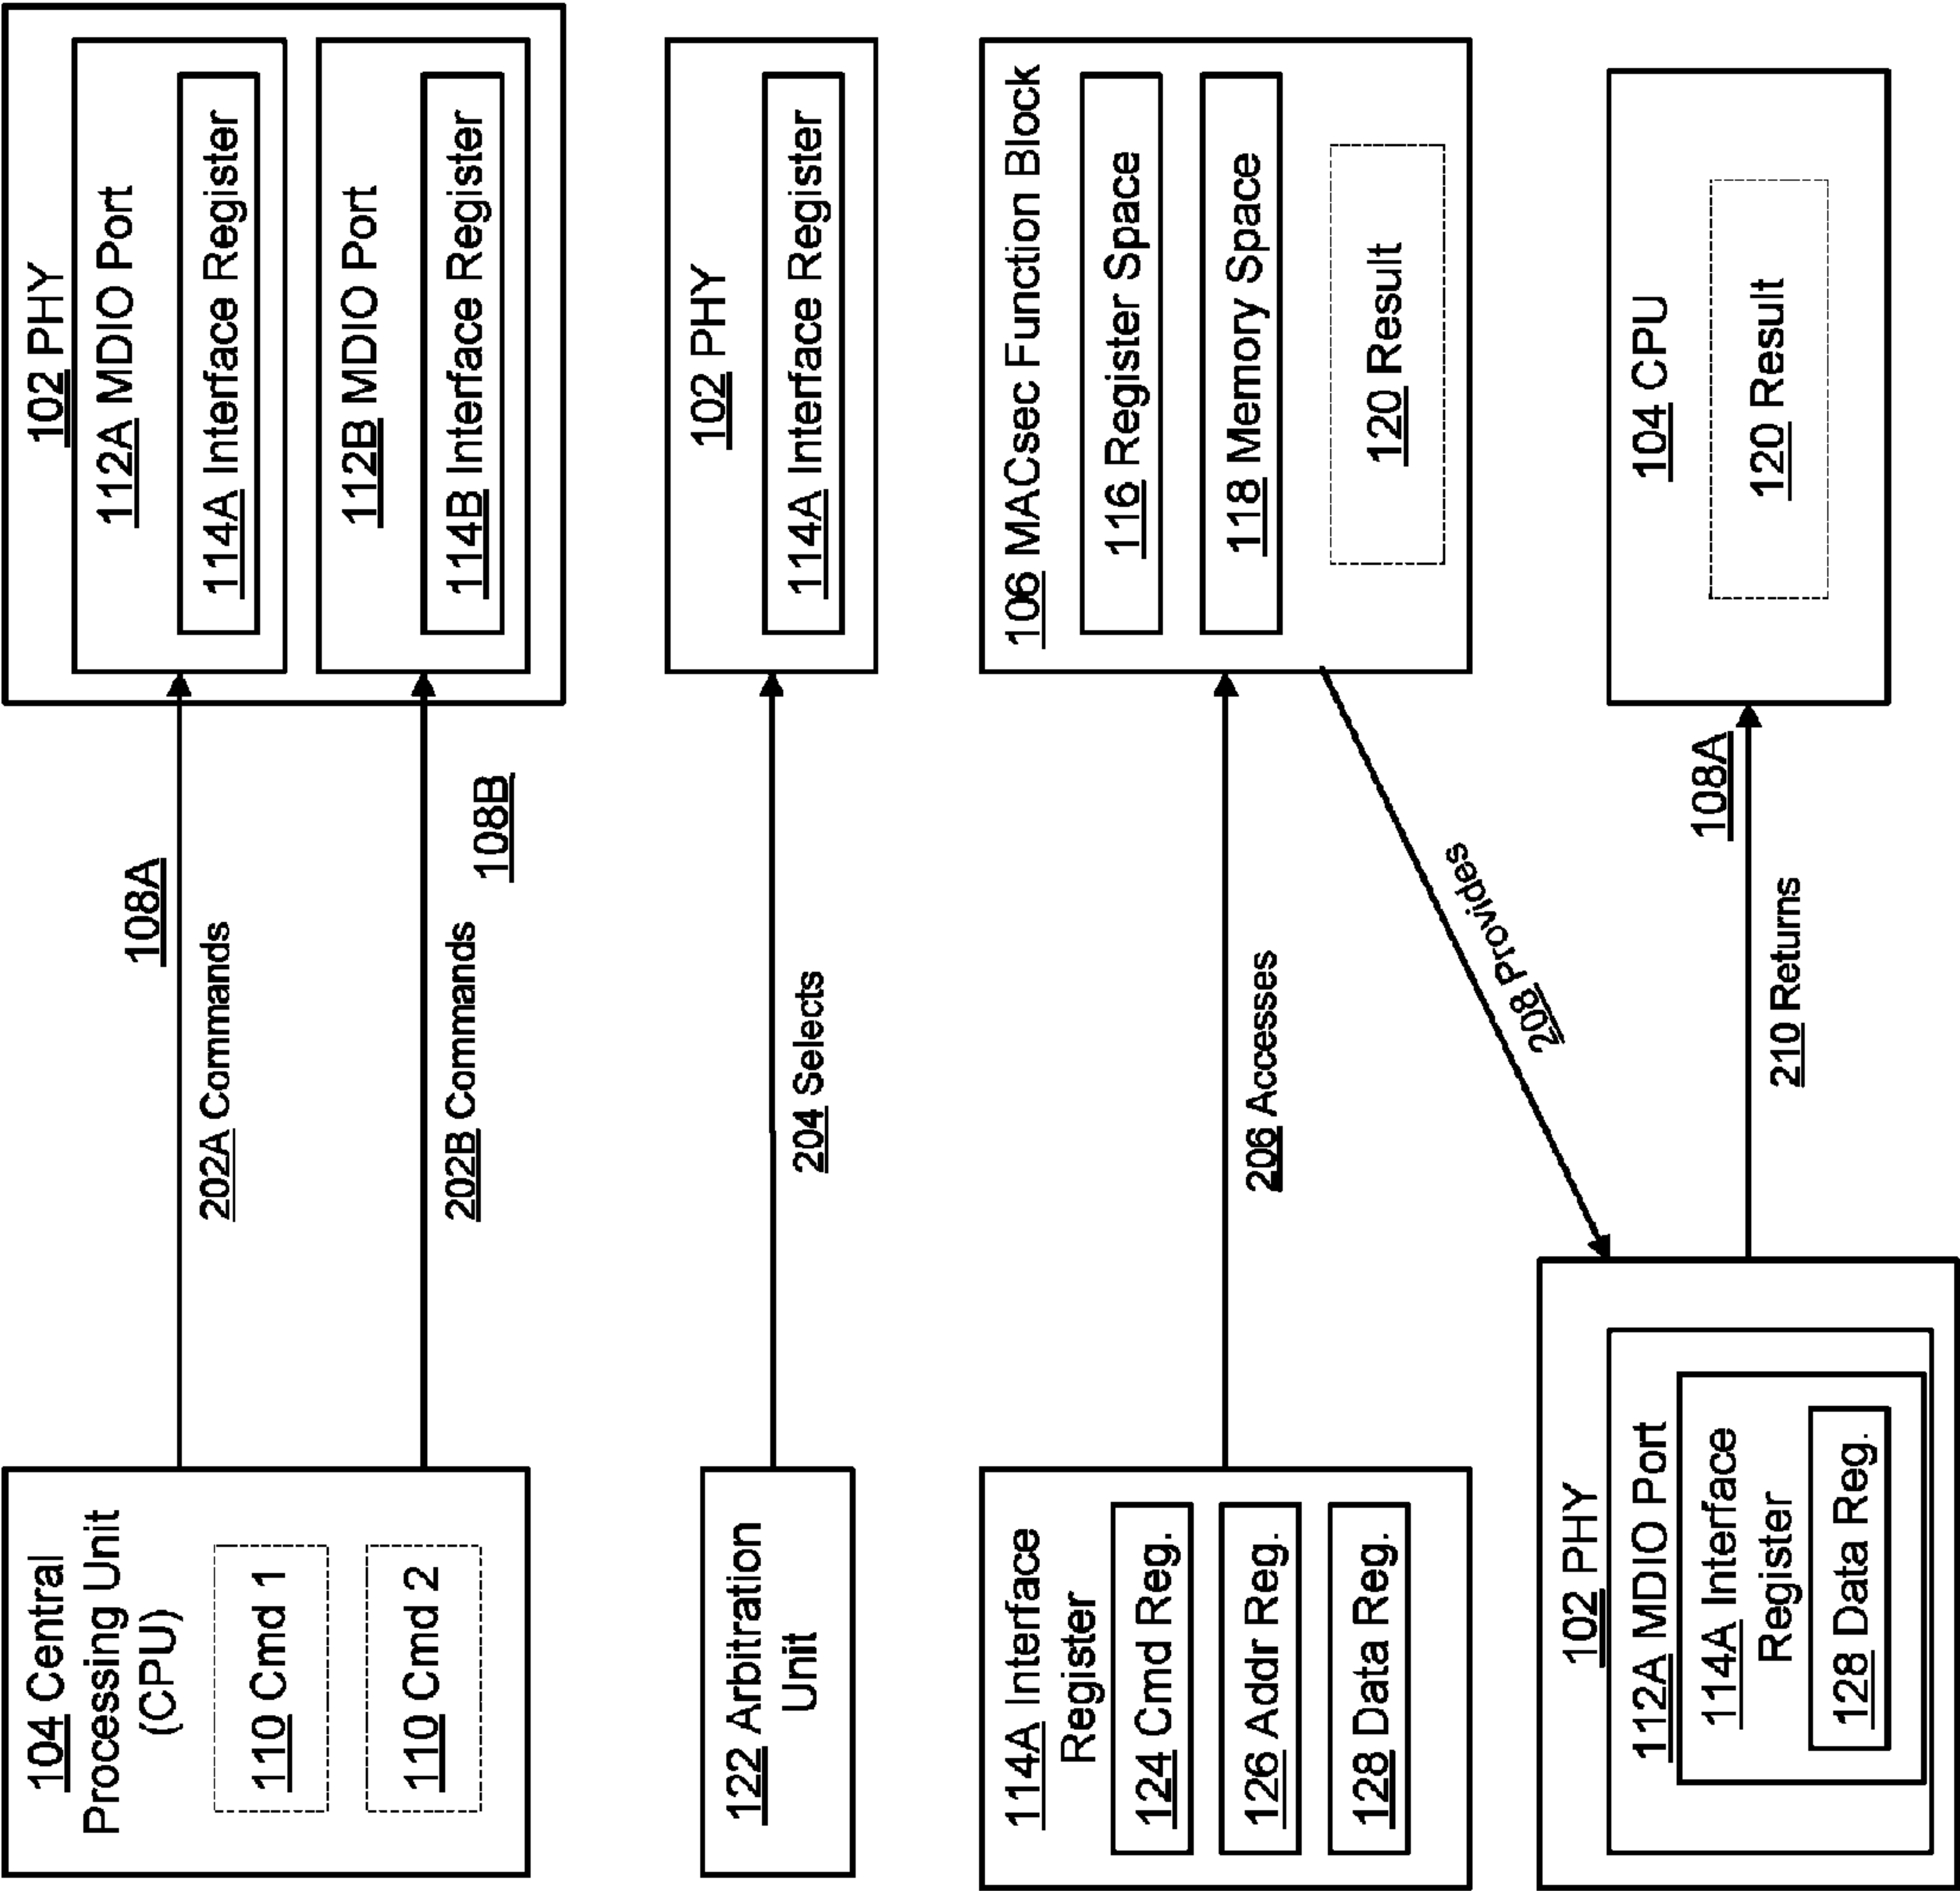 104 Central
Processing Unit
(CPU)
110 Cmd 1
110 Cmd 2
108A
202A Commands
202B Commands
108B
102 PHY
112A MDIO Port
114A Interface Register
112B MDIO Port
114B Interface Register
122 Arbitration
Unit
204 Selects
102 PHY
114A Interface Register
114A Interface
Register
124 Cmd Reg.
126 Addr Reg.
128 Data Reg.
206 Accesses
106 MACsec Function Block
116 Register Space
118 Memory Space
120 Result
208 Provides
102 PHY
112A MDIO Port
114A Interface
Register
128 Data Reg.
108A
210 Returns
104 CPU
120 Result